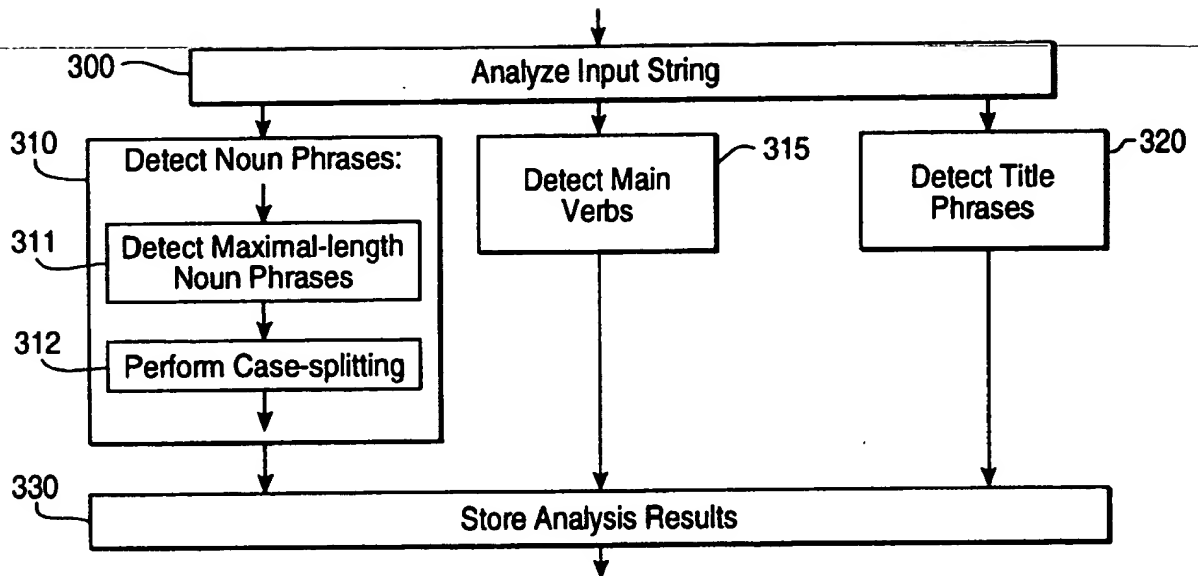 300
Analyze Input String
310
Detect Noun Phrases:
315
Detect Main
Verbs
320
Detect Title
Phrases
311
Detect Maximal-length
Noun Phrases
312
Perform Case-splitting
330
Store Analysis Results